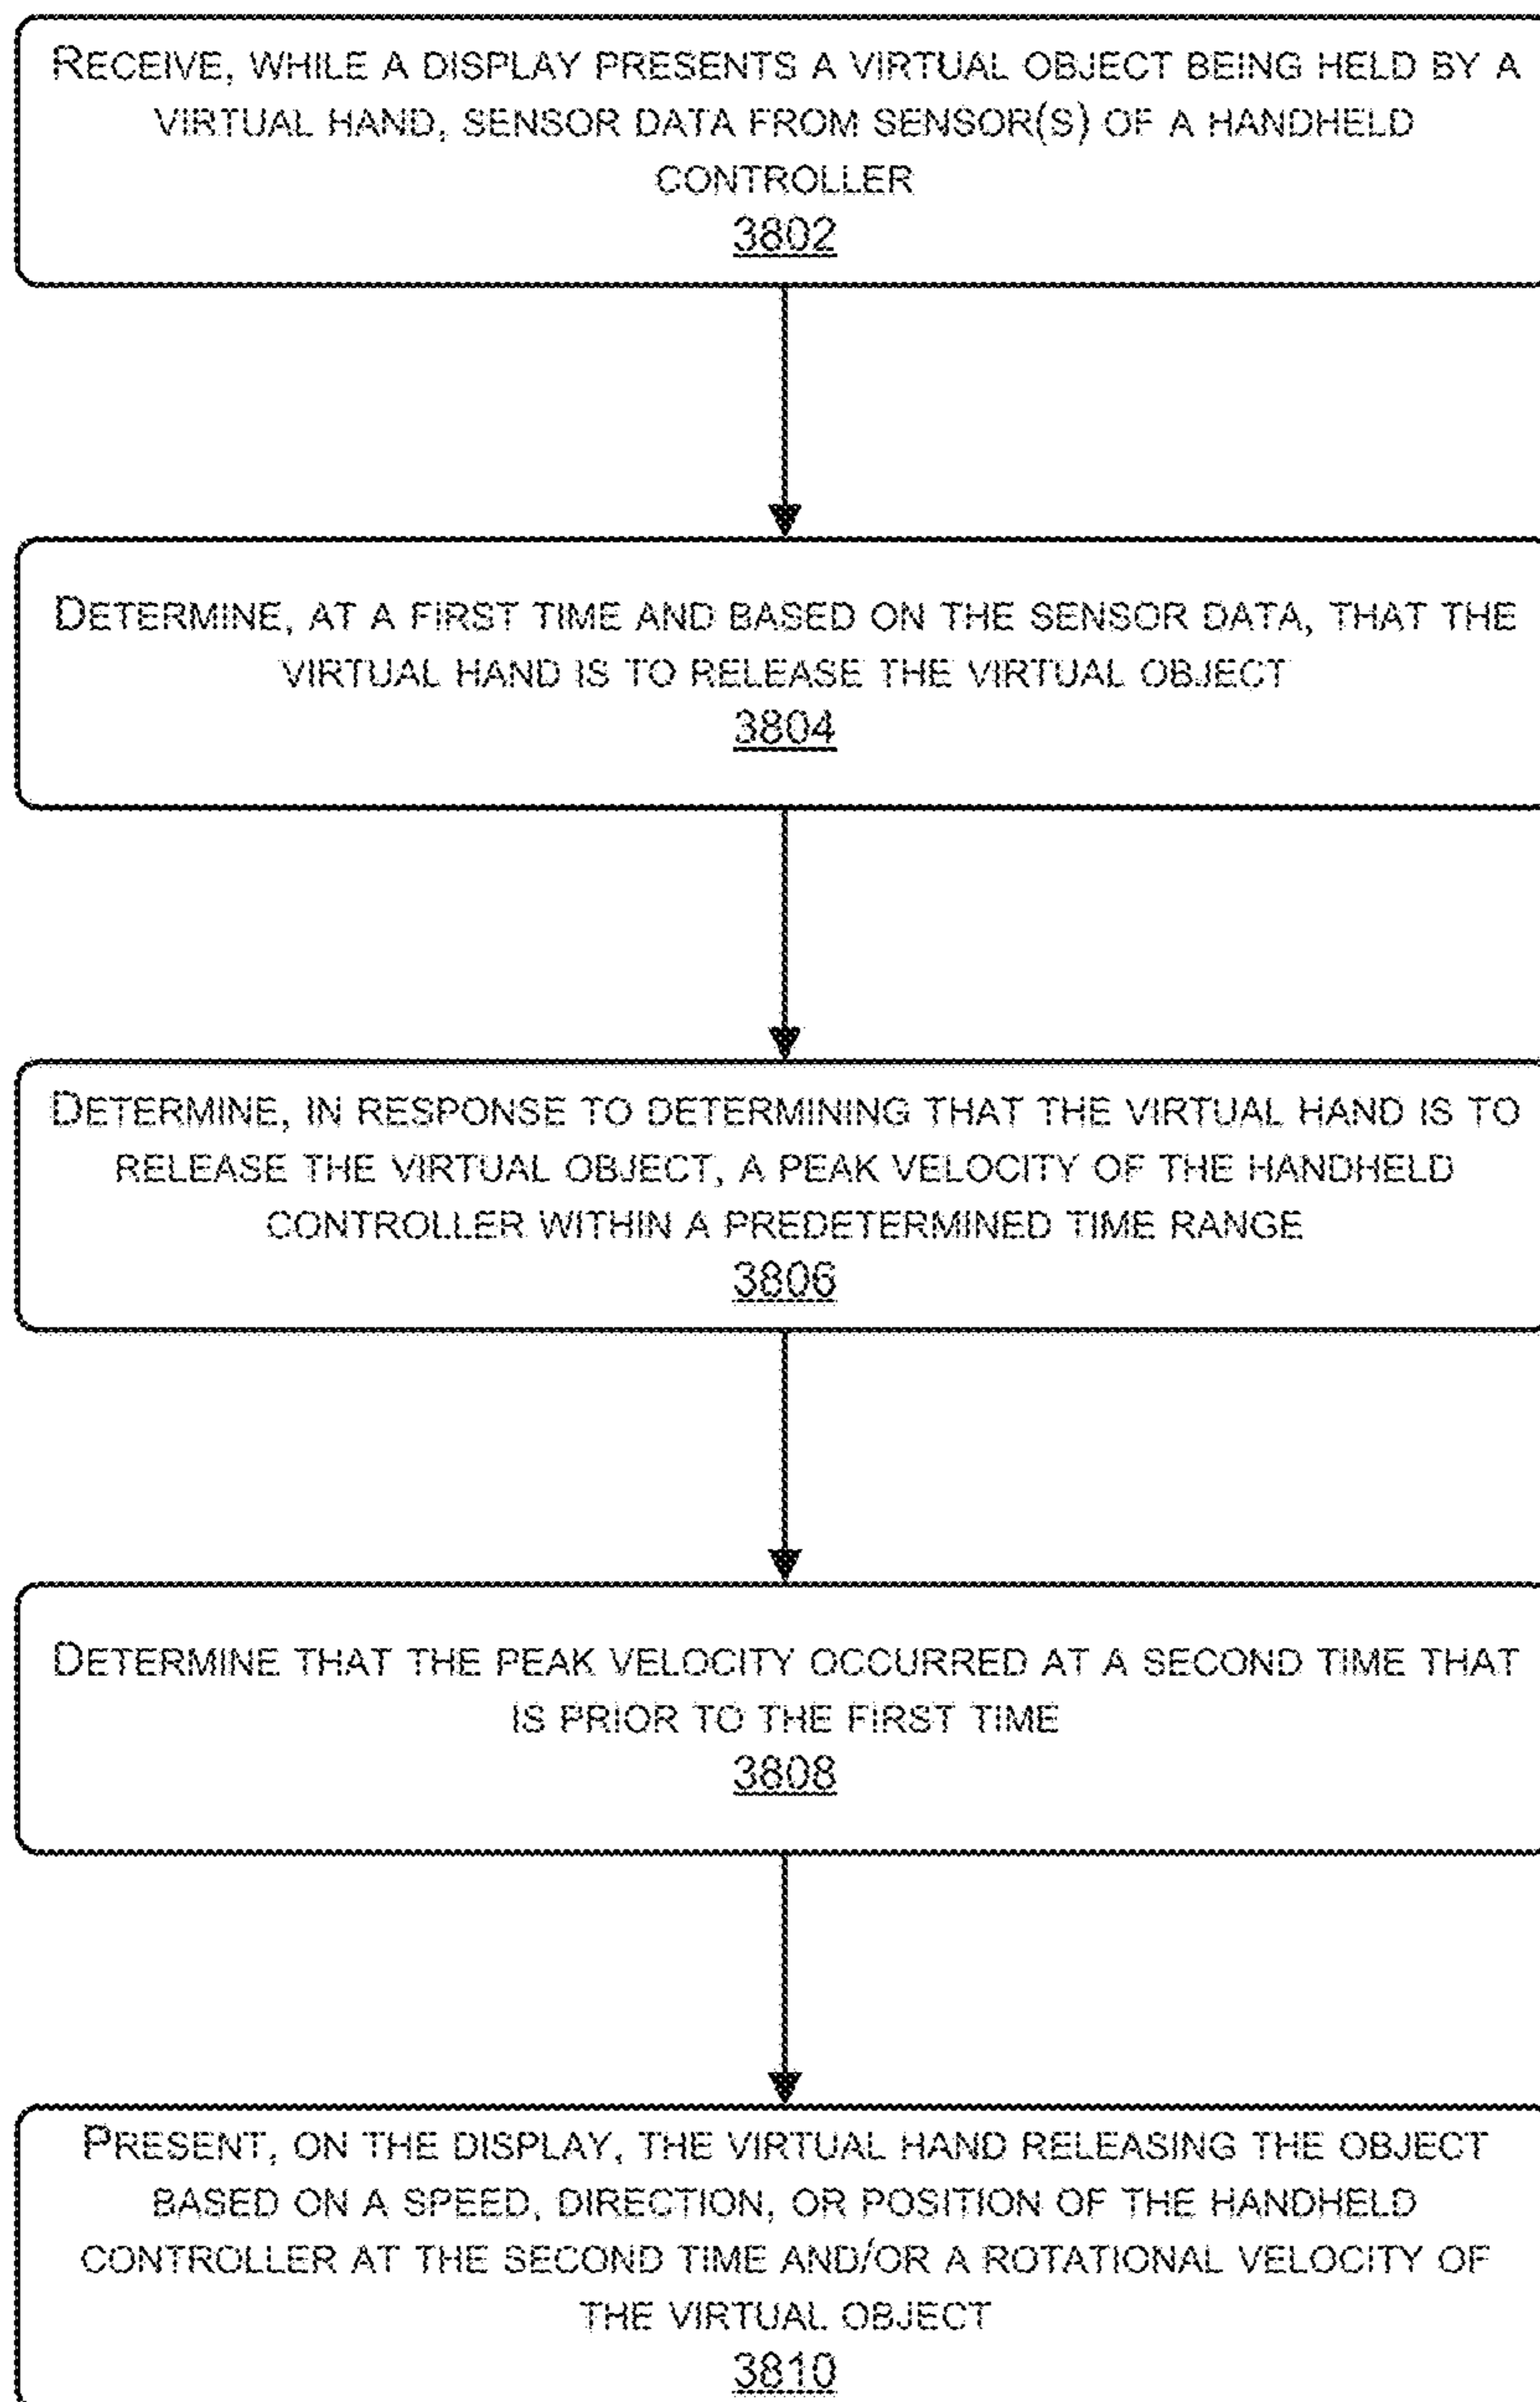 RECEIVE, WHILE A DISPLAY PRESENTS A VIRTUAL OBJECT BEING HELD BY A
VIRTUAL HAND, SENSOR DATA FROM SENSOR(S) OF A HANDHELD
CONTROLLER
3802
DETERMINE, AT A FIRST TIME AND BASED ON THE SENSOR DATA, THAT THE
VIRTUAL HAND IS TO RELEASE THE VIRTUAL OBJECT
3804
DETERMINE, IN RESPONSE TO DETERMINING THAT THE VIRTUAL HAND IS TO
RELEASE THE VIRTUAL OBJECT, A PEAK VELOCITY OF THE HANDHELD
CONTROLLER WITHIN A PREDETERMINED TIME RANGE
3806
DETERMINE THAT THE PEAK VELOCITY OCCURRED AT A SECOND TIME THAT
IS PRIOR TO THE FIRST TIME
3808
PRESENT, ON THE DISPLAY, THE VIRTUAL HAND RELEASING THE OBJECT
BASED ON A SPEED, DIRECTION, OR POSITION OF THE HANDHELD
CONTROLLER AT THE SECOND TIME AND/OR A ROTATIONAL VELOCITY OF
THE VIRTUAL OBJECT
3810